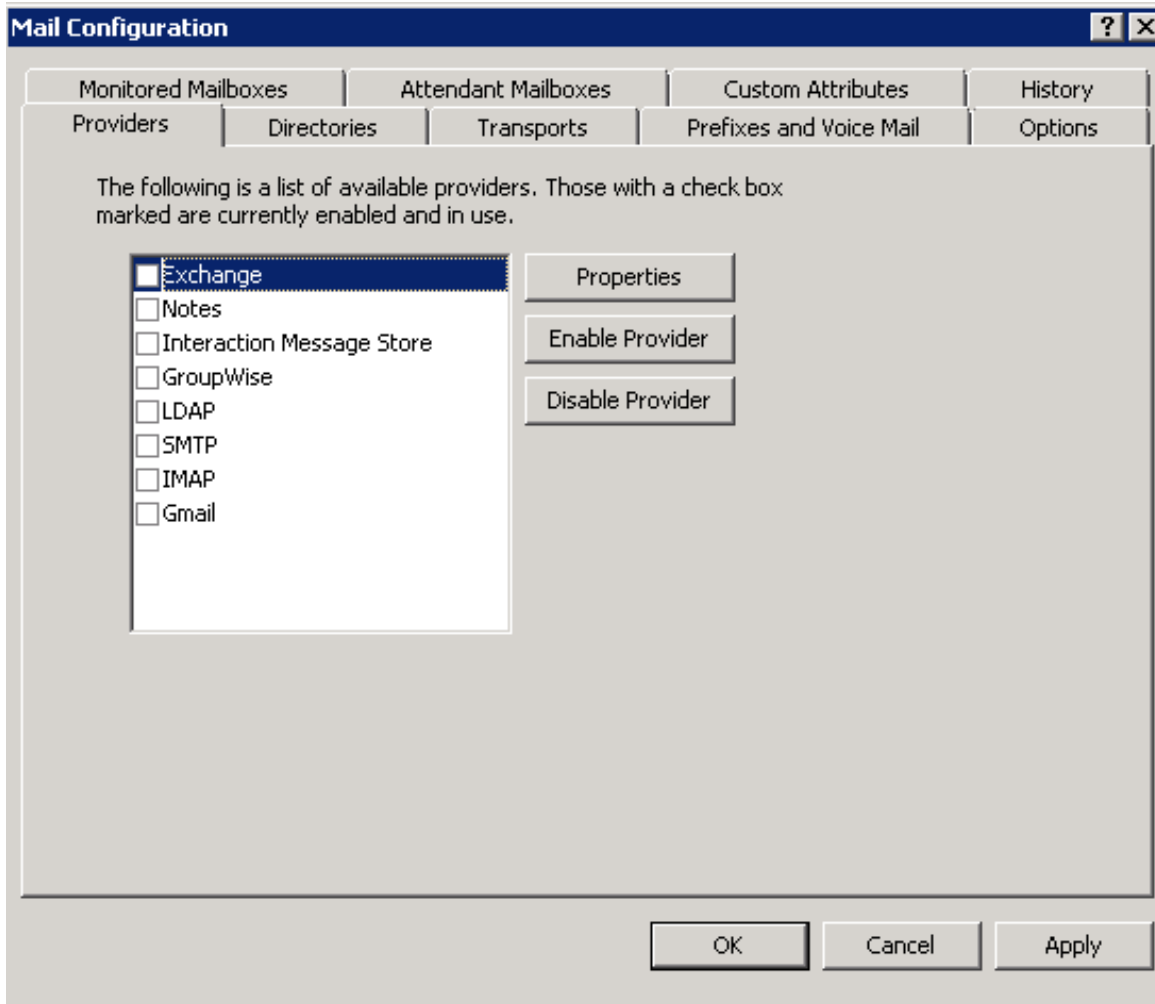 Mail Configuration
Monitored Mailboxes
Attendant Mailboxes
Custom Attributes
History
Providers
Directories
Transports
Prefixes and Voice Mail
Options
The following is a list of available providers. Those with a check box
marked are currently enabled and in use.
Exchange
Notes
Interaction Message Store
GroupWise
LDAP
SMTP
IMAP
Gmail
Properties
Enable Provider
Disable Provider
OK
Cancel
Apply